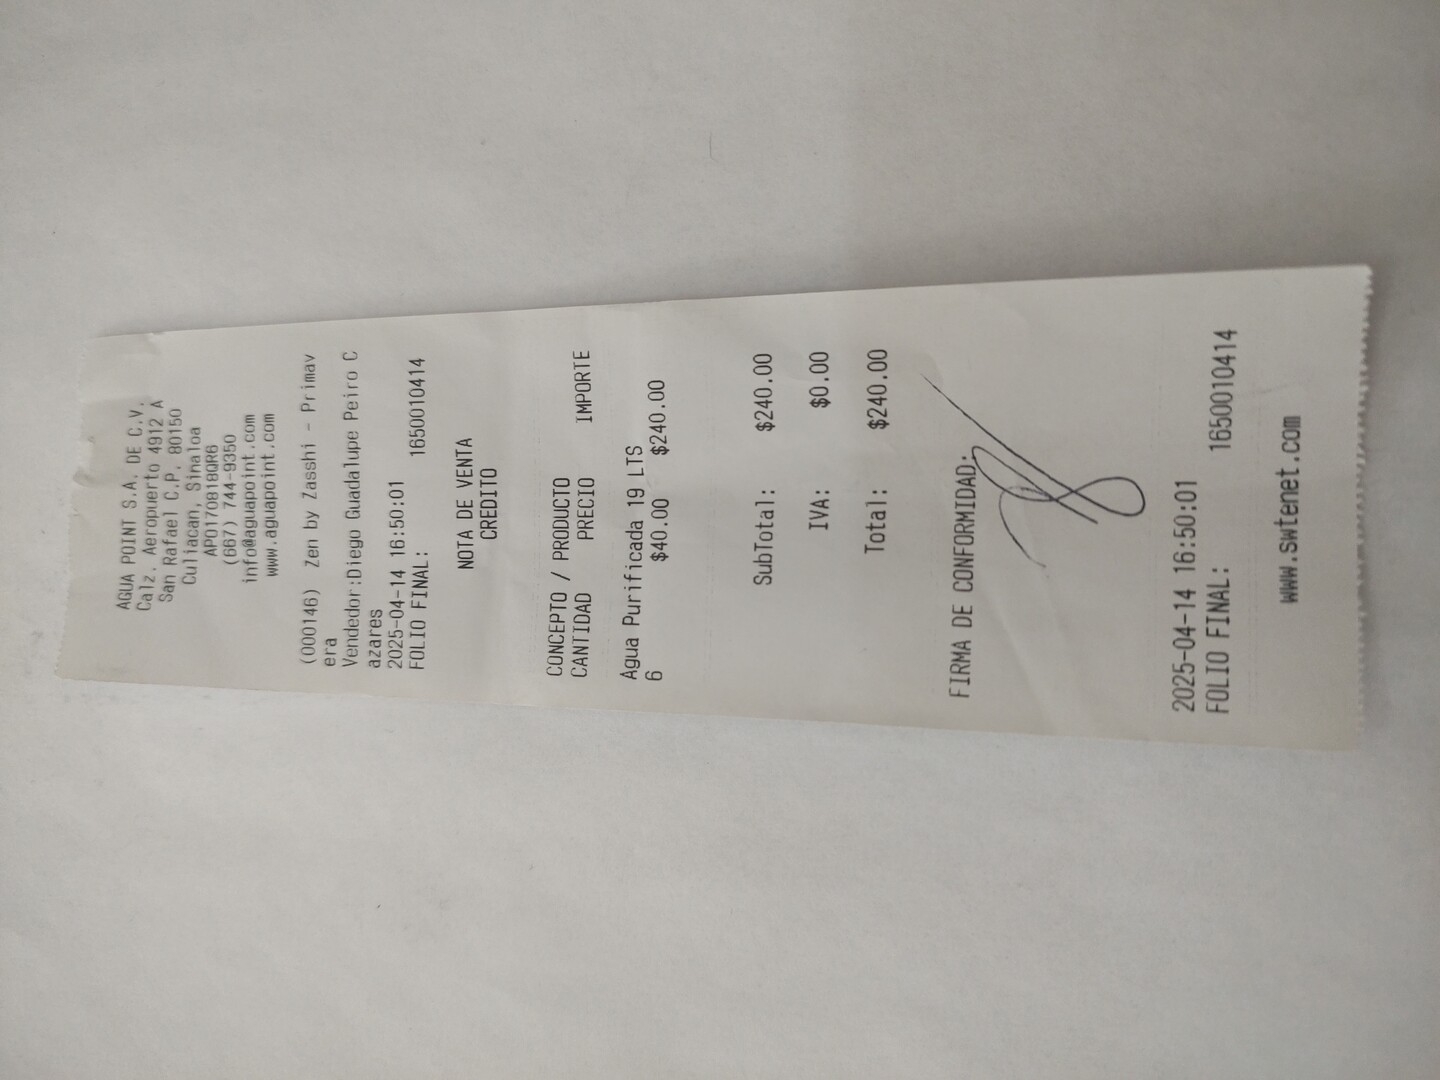 AGUA POINT S.A. DE C.V.
Calz. Aeropuerto 4912 A
San Rafael C.P. 80150
Culiacan, Sinaloa
APO170818QR6
(667) 744-9350
info@aguapoint.com
www.aguapoint.com
(000146) Zen by Zasshi - Primav
era
Vendedor:Diego Guadalupe Peiro C
azares
2025-04-14 16:50:01
FOLIO FINAL: 1650010414
NOTA DE VENTA
CREDITO
CONCEPTO / PRODUCTO
CANTIDAD PRECIO IMPORTE
Agua Purificada 19 LTS
6 $40.00 $240.00
SubTotal: $240.00
IVA: $0.00
Total: $240.00
FIRMA DE CONFORMIDAD:
2025-04-14 16:50:01
FOLIO FINAL: 1650010414
www.swtenet.com